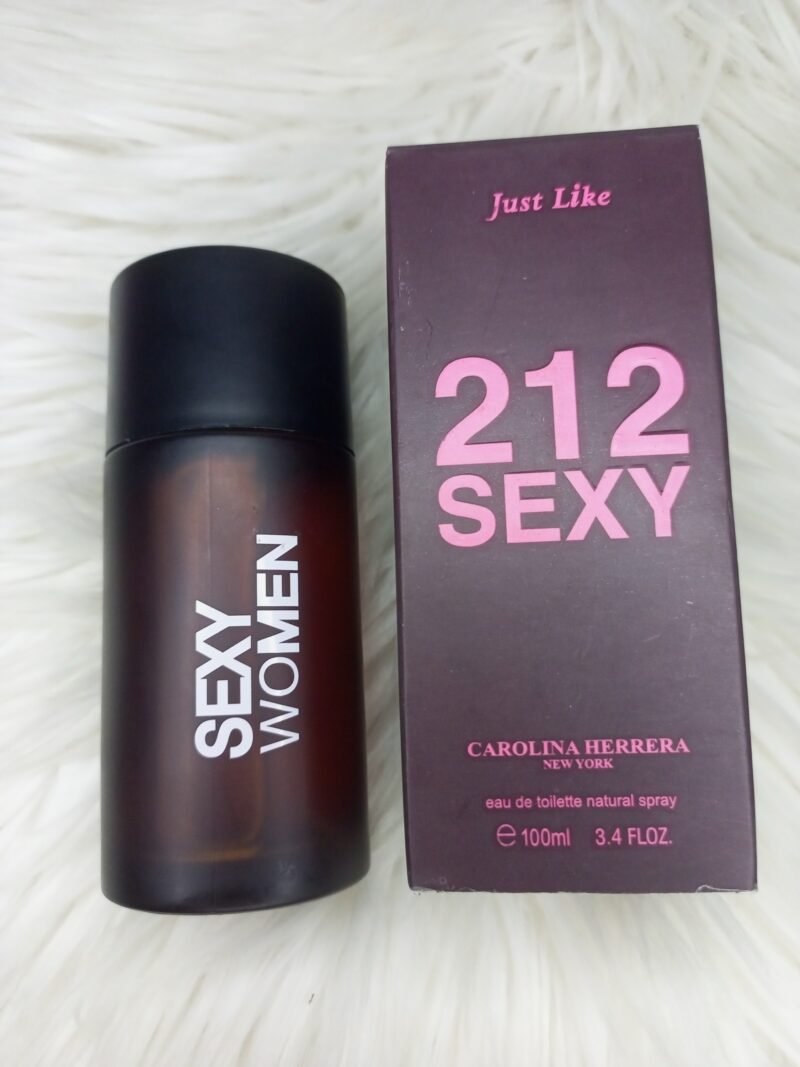 SEXY
WOMEN
Just Like
212
SEXY
CAROLINA HERRERA
NEW YORK
eau de toilette natural spray
℮ 100ml 3.4 FLOZ.